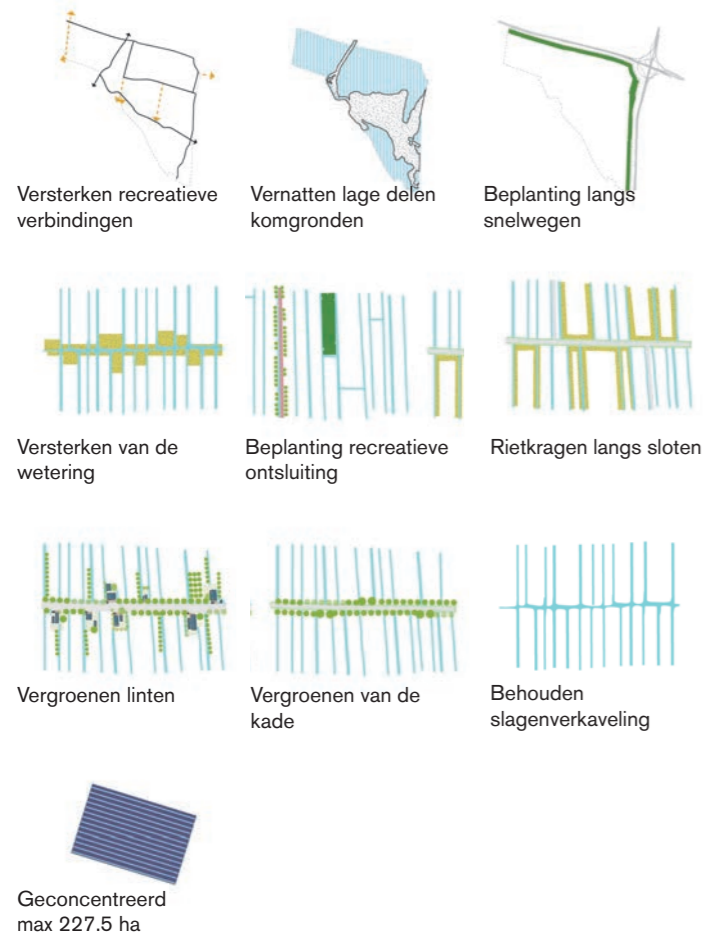 Versterken recreatieve
verbindingen
Vernatten lage delen
komgronden
Beplanting langs
snelwegen
Versterken van de
wetering
Beplanting recreatieve
ontsluiting
Rietkragen langs sloten
Vergroenen linten
Vergroenen van de
kade
Behouden
slagenverkaveling
Geconcentreerd
max 227.5 ha